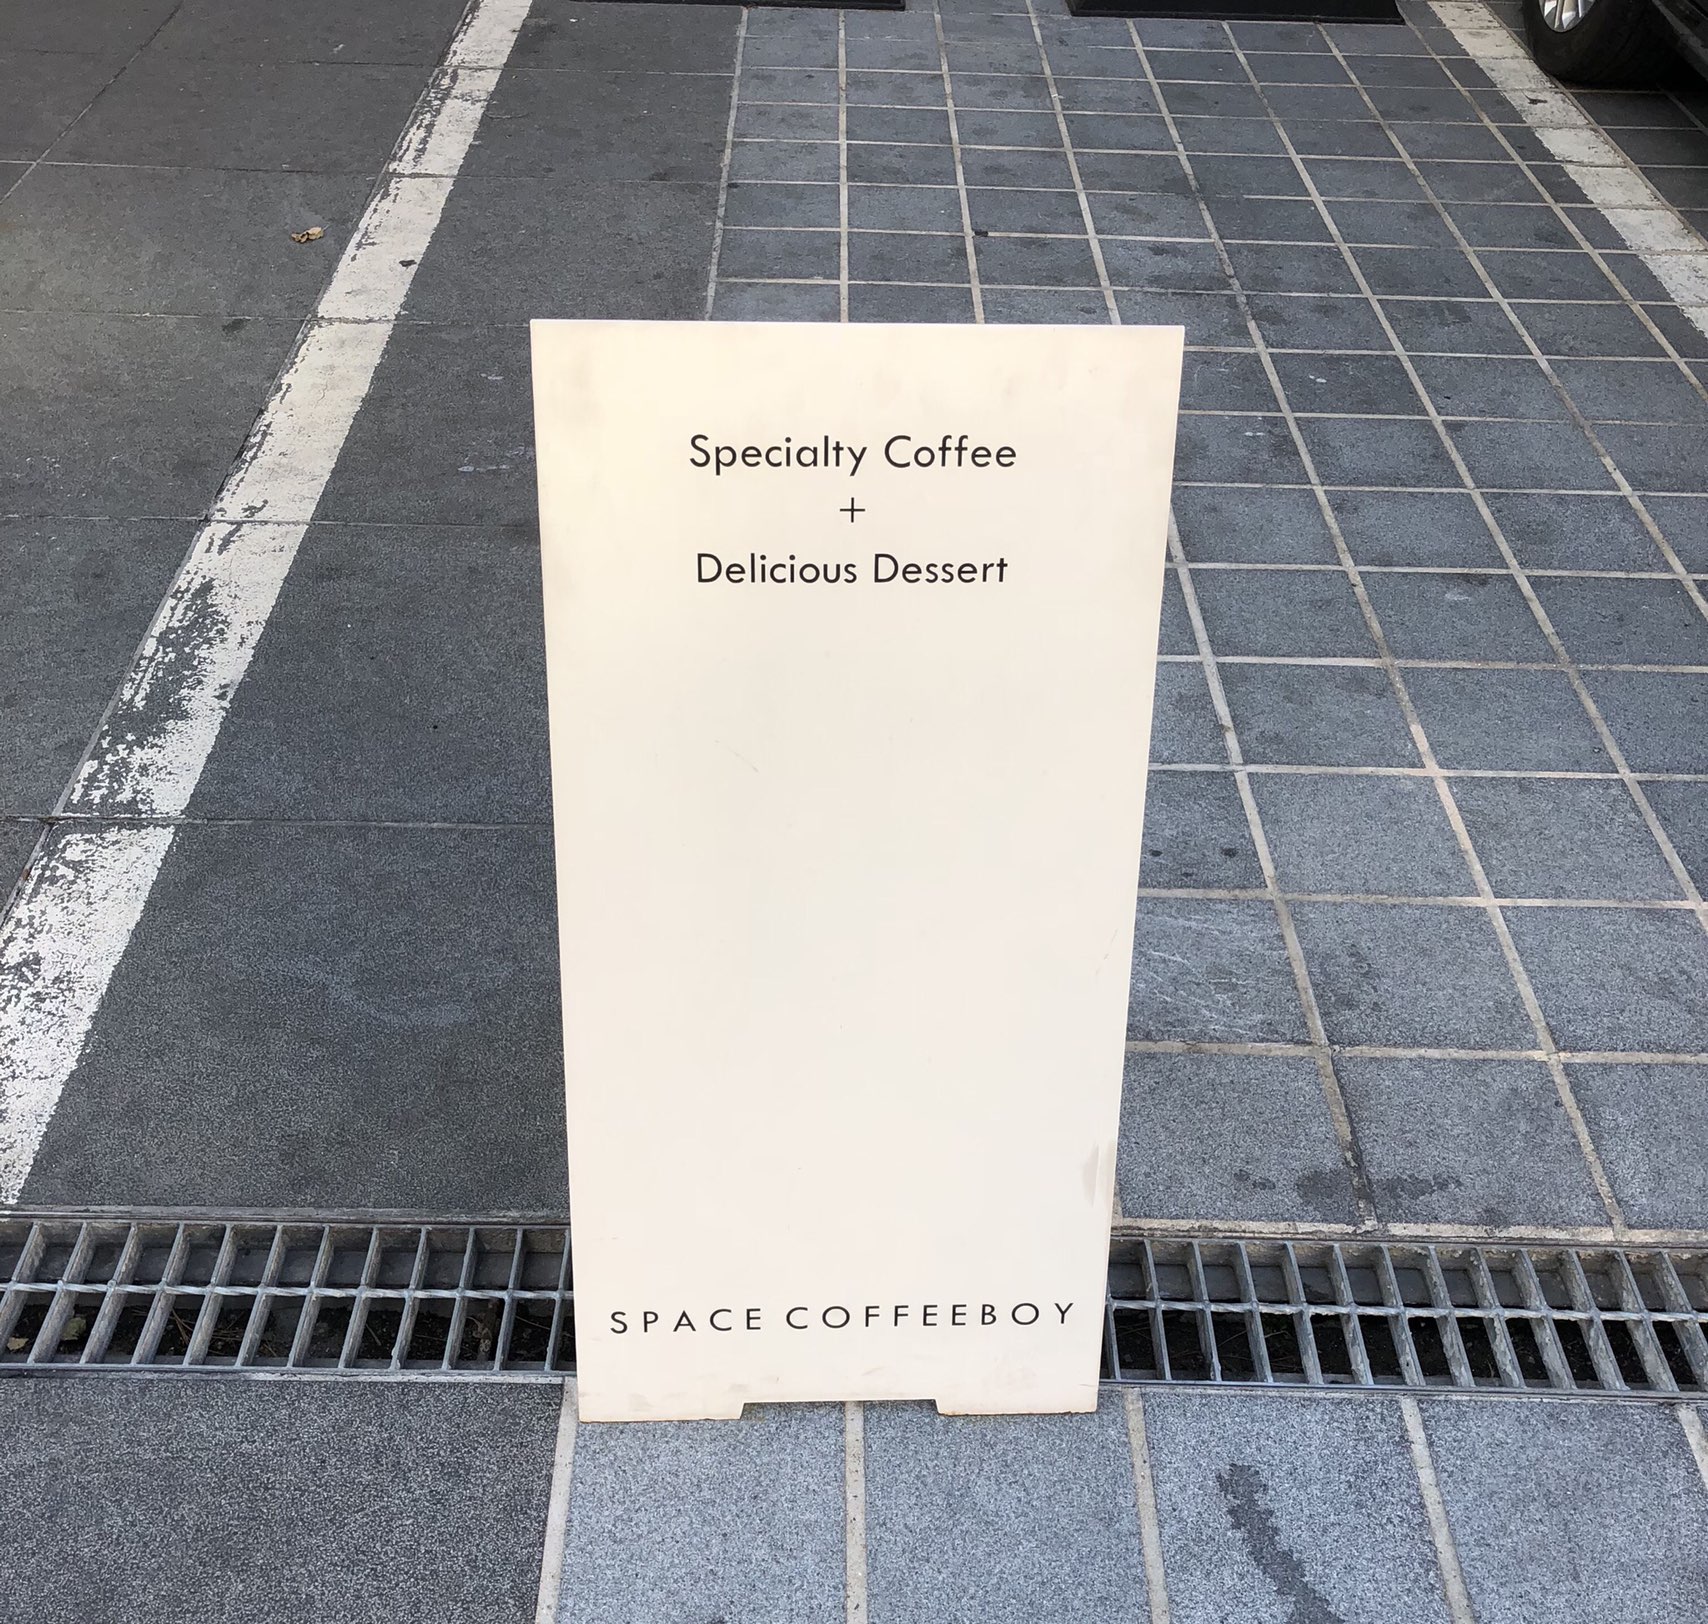 Specialty Coffee
+
Delicious Dessert
SPACE COFFEEBOY